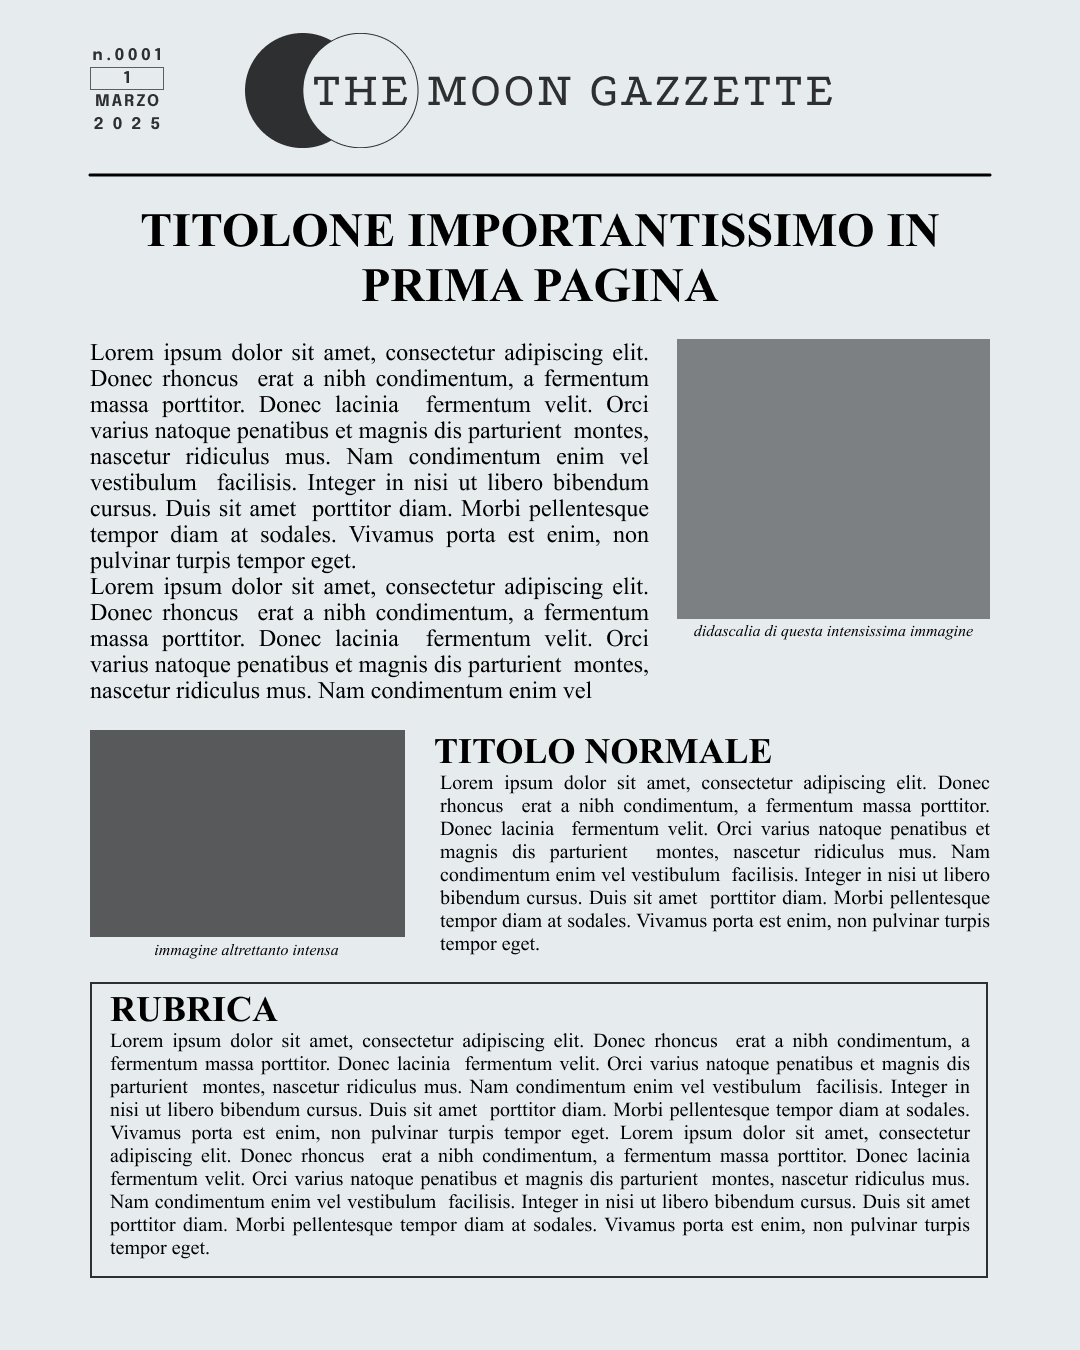 n.0001
1
MARZO
2025
THE MOON GAZZETTE
TITOLONE IMPORTANTISSIMO IN
PRIMA PAGINA
Lorem ipsum dolor sit amet, consectetur adipiscing elit.
Donec rhoncus erat a nibh condimentum, a fermentum
massa porttitor. Donec lacinia fermentum velit. Orci
varius natoque penatibus et magnis dis parturient montes,
nascetur ridiculus mus. Nam condimentum enim vel
vestibulum facilisis. Integer in nisi ut libero bibendum
cursus. Duis sit amet porttitor diam. Morbi pellentesque
tempor diam at sodales. Vivamus porta est enim, non
pulvinar turpis tempor eget.
Lorem ipsum dolor sit amet, consectetur adipiscing elit.
Donec rhoncus erat a nibh condimentum, a fermentum
massa porttitor. Donec lacinia fermentum velit. Orci
varius natoque penatibus et magnis dis parturient montes,
nascetur ridiculus mus. Nam condimentum enim vel
didascalia di questa intensissima immagine
immagine altrettanto intensa
TITOLO NORMALE
Lorem ipsum dolor sit amet, consectetur adipiscing elit. Donec
rhoncus erat a nibh condimentum, a fermentum massa porttitor.
Donec lacinia fermentum velit. Orci varius natoque penatibus et
magnis dis parturient montes, nascetur ridiculus mus. Nam
condimentum enim vel vestibulum facilisis. Integer in nisi ut libero
bibendum cursus. Duis sit amet porttitor diam. Morbi pellentesque
tempor diam at sodales. Vivamus porta est enim, non pulvinar turpis
tempor eget.
RUBRICA
Lorem ipsum dolor sit amet, consectetur adipiscing elit. Donec rhoncus erat a nibh condimentum, a
fermentum massa porttitor. Donec lacinia fermentum velit. Orci varius natoque penatibus et magnis dis
parturient montes, nascetur ridiculus mus. Nam condimentum enim vel vestibulum facilisis. Integer in
nisi ut libero bibendum cursus. Duis sit amet porttitor diam. Morbi pellentesque tempor diam at sodales.
Vivamus porta est enim, non pulvinar turpis tempor eget. Lorem ipsum dolor sit amet, consectetur
adipiscing elit. Donec rhoncus erat a nibh condimentum, a fermentum massa porttitor. Donec lacinia
fermentum velit. Orci varius natoque penatibus et magnis dis parturient montes, nascetur ridiculus mus.
Nam condimentum enim vel vestibulum facilisis. Integer in nisi ut libero bibendum cursus. Duis sit amet
porttitor diam. Morbi pellentesque tempor diam at sodales. Vivamus porta est enim, non pulvinar turpis
tempor eget.